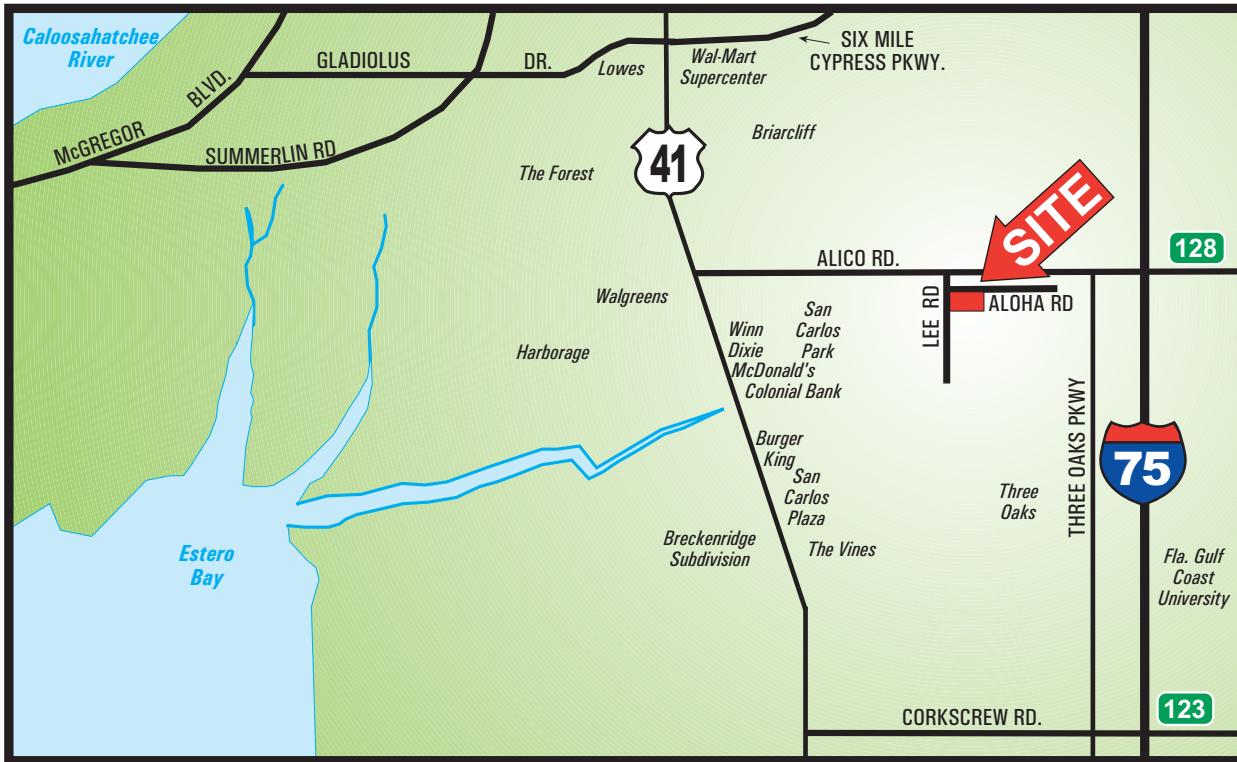 Caloosahatchee
River
GLADIOLUS DR.
Lowes
Wal-Mart
Supercenter
SIX MILE
CYPRESS PKWY.
BLVD.
McGREGOR
SUMMERLIN RD
Briarcliff
The Forest
41
SITE
ALICO RD.
128
Walgreens
LEE RD
ALOHA RD
San
Carlos
Park
Winn
Dixie
Harborage
McDonald's
Colonial Bank
THREE OAKS PKWY
Burger
King
75
San
Carlos
Plaza
Three
Oaks
Breckenridge
Subdivision
The Vines
Estero
Bay
Fla. Gulf
Coast
University
CORKSCREW RD.
123